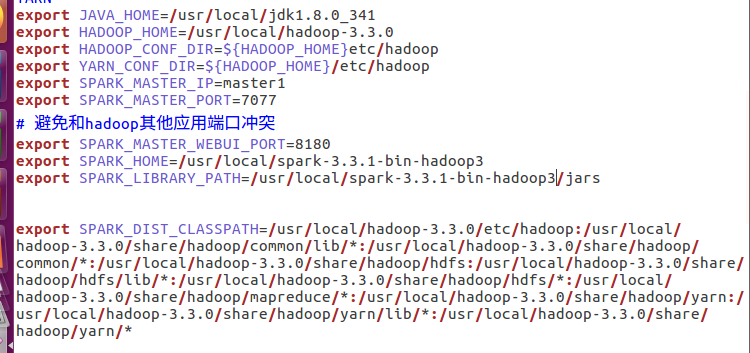 YARN
export JAVA_HOME=/usr/local/jdk1.8.0_341
export HADOOP_HOME=/usr/local/hadoop-3.3.0
export HADOOP_CONF_DIR=${HADOOP_HOME}etc/hadoop
export YARN_CONF_DIR=${HADOOP_HOME}/etc/hadoop
export SPARK_MASTER_IP=master1
export SPARK_MASTER_PORT=7077
# 避免和hadoop其他应用端口冲突
export SPARK_MASTER_WEBUI_PORT=8180
export SPARK_HOME=/usr/local/spark-3.3.1-bin-hadoop3
export SPARK_LIBRARY_PATH=/usr/local/spark-3.3.1-bin-hadoop3/jars
export SPARK_DIST_CLASSPATH=/usr/local/hadoop-3.3.0/etc/hadoop:/usr/local/
hadoop-3.3.0/share/hadoop/common/lib/*:/usr/local/hadoop-3.3.0/share/hadoop/
common/*:/usr/local/hadoop-3.3.0/share/hadoop/hdfs:/usr/local/hadoop-3.3.0/share/
hadoop/hdfs/lib/*:/usr/local/hadoop-3.3.0/share/hadoop/hdfs/*:/usr/local/
hadoop-3.3.0/share/hadoop/mapreduce/*:/usr/local/hadoop-3.3.0/share/hadoop/yarn:/
usr/local/hadoop-3.3.0/share/hadoop/yarn/lib/*:/usr/local/hadoop-3.3.0/share/
hadoop/yarn/*